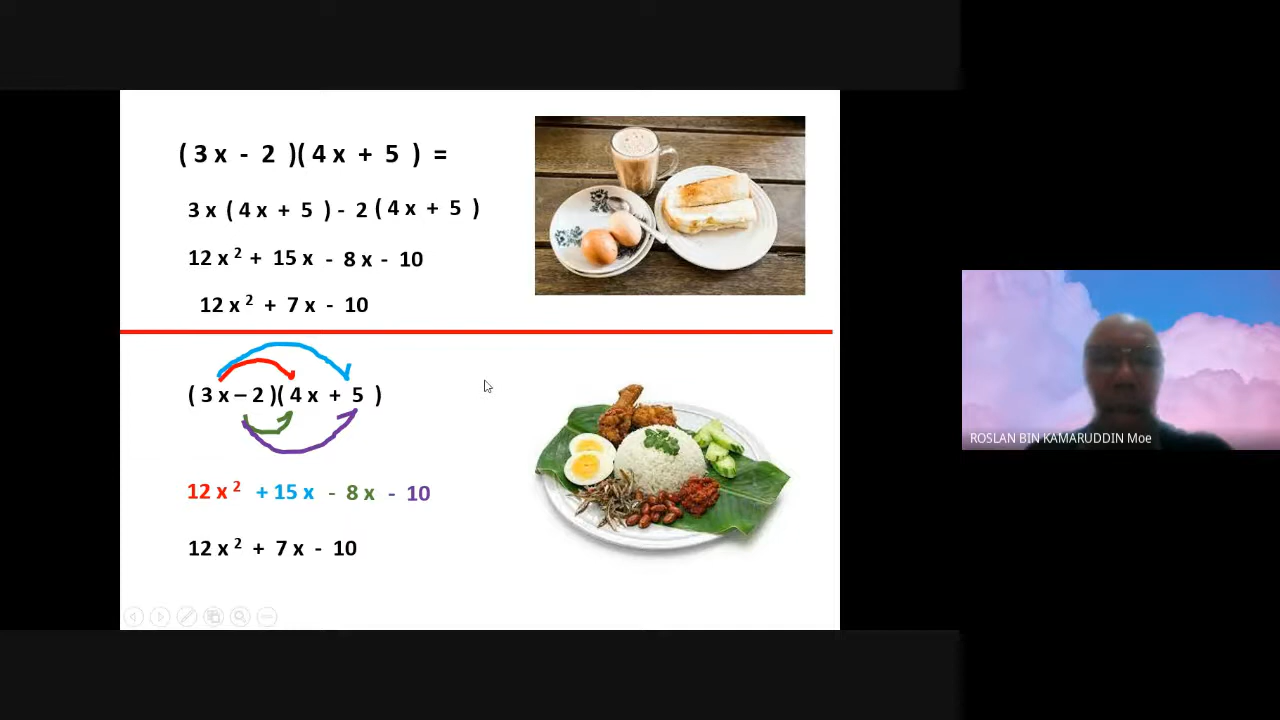 ( 3 x - 2 )( 4 x + 5 ) =
3 x ( 4 x + 5 ) - 2 ( 4 x + 5 )
12 x ² + 15 x - 8 x - 10
12 x ² + 7 x - 10
( 3 x – 2 )( 4 x + 5 )
12 x ² + 15 x - 8 x - 10
12 x ² + 7 x - 10
ROSLAN BIN KAMARUDDIN Moe